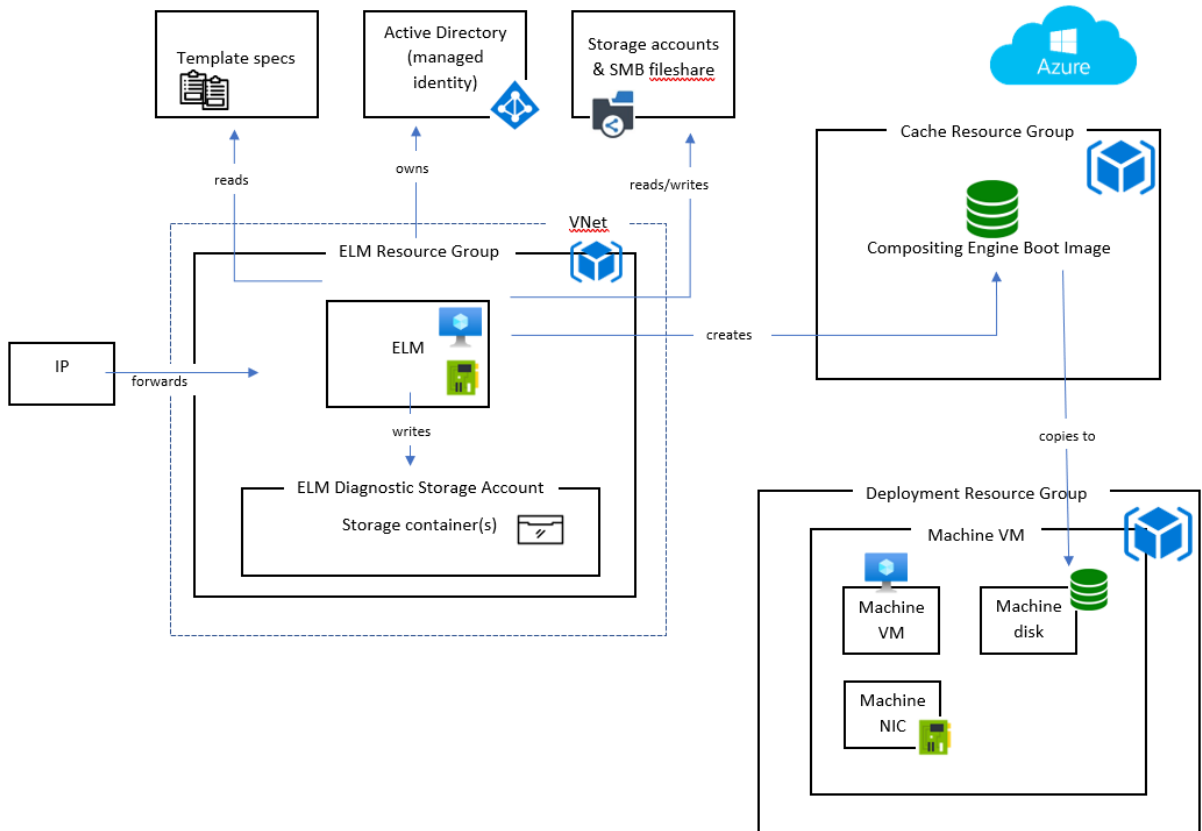 Template specs
Active Directory
(managed
identity)
Storage accounts
& SMB fileshare
Azure
reads
owns
reads/writes
Cache Resource Group
Compositing Engine Boot Image
VNet
ELM Resource Group
ELM
creates
IP
forwards
writes
copies to
ELM Diagnostic Storage Account
Storage container(s)
Deployment Resource Group
Machine VM
Machine
VM
Machine
disk
Machine
NIC